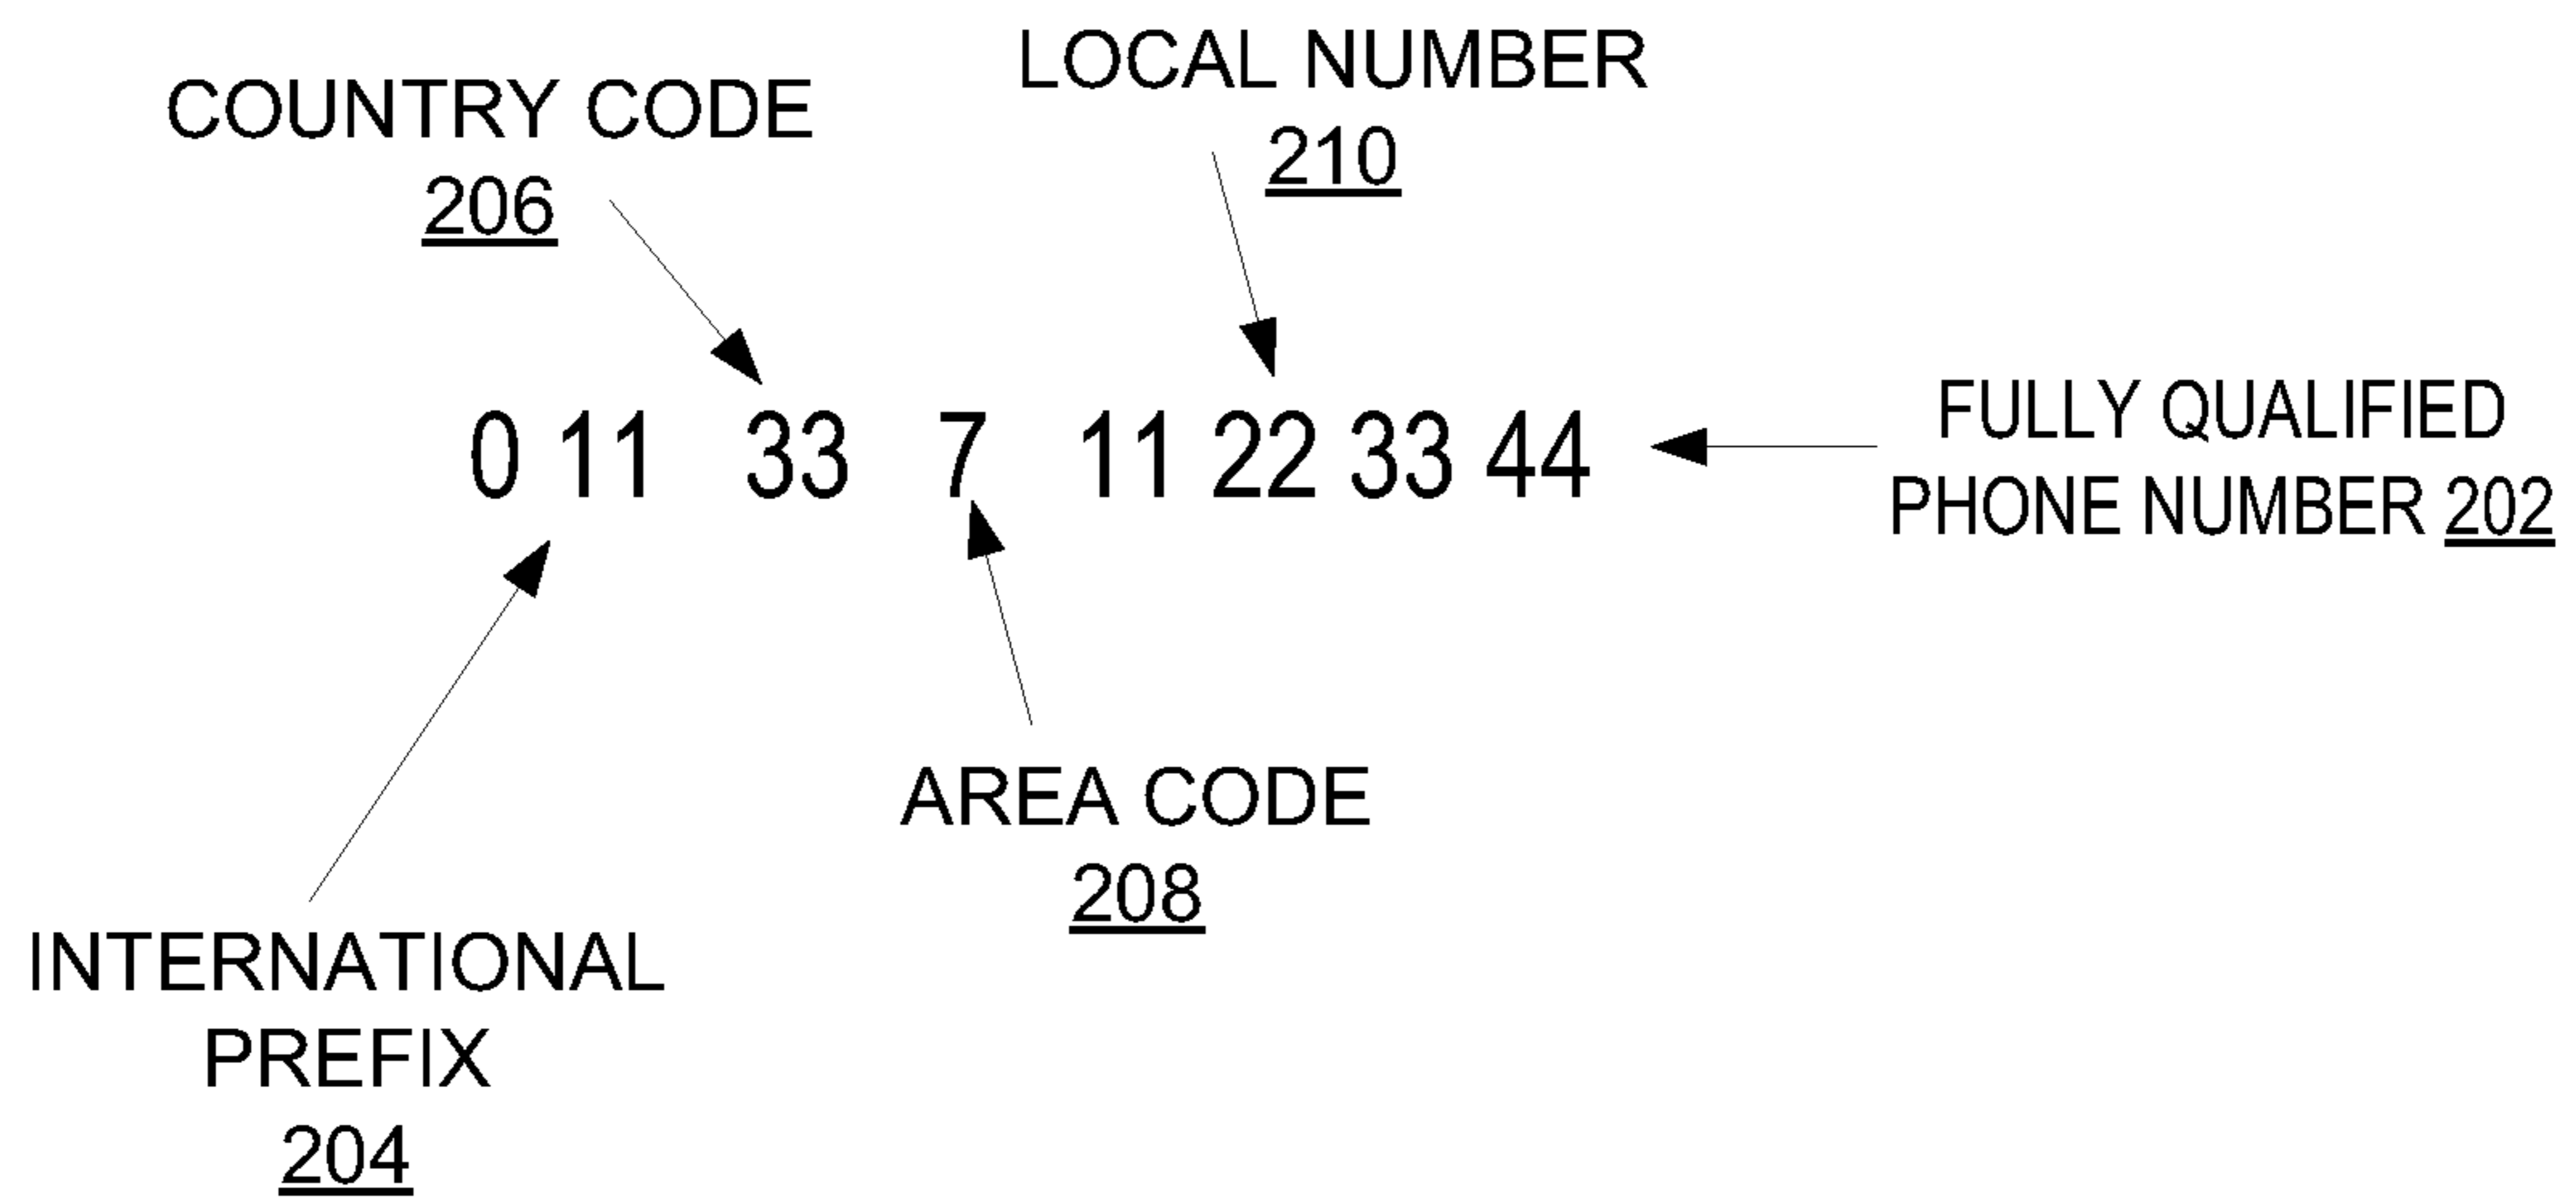 LOCAL NUMBER
210
COUNTRY CODE
206
0 11 33 7 11 22 33 44
FULLY QUALIFIED
PHONE NUMBER 202
AREA CODE
208
INTERNATIONAL
PREFIX
204